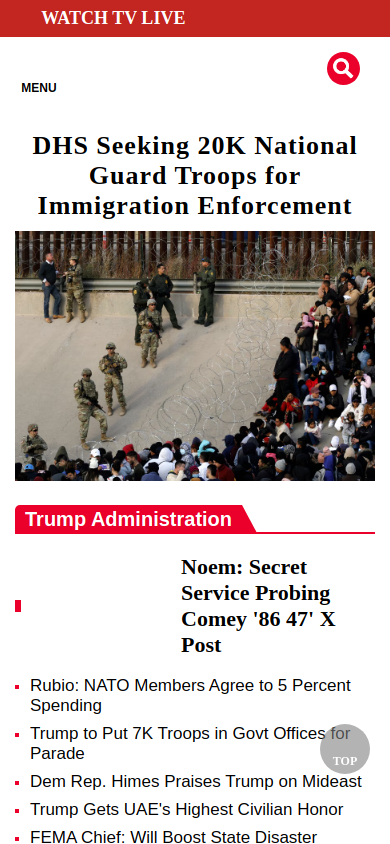 WATCH TV LIVE
MENU
DHS Seeking 20K National
Guard Troops for
Immigration Enforcement
Trump Administration
Noem: Secret
Service Probing
Comey '86 47' X
Post
Rubio: NATO Members Agree to 5 Percent
Spending
Trump to Put 7K Troops in Govt Offices for
Parade
TOP
Dem Rep. Himes Praises Trump on Mideast
Trump Gets UAE's Highest Civilian Honor
FEMA Chief: Will Boost State Disaster